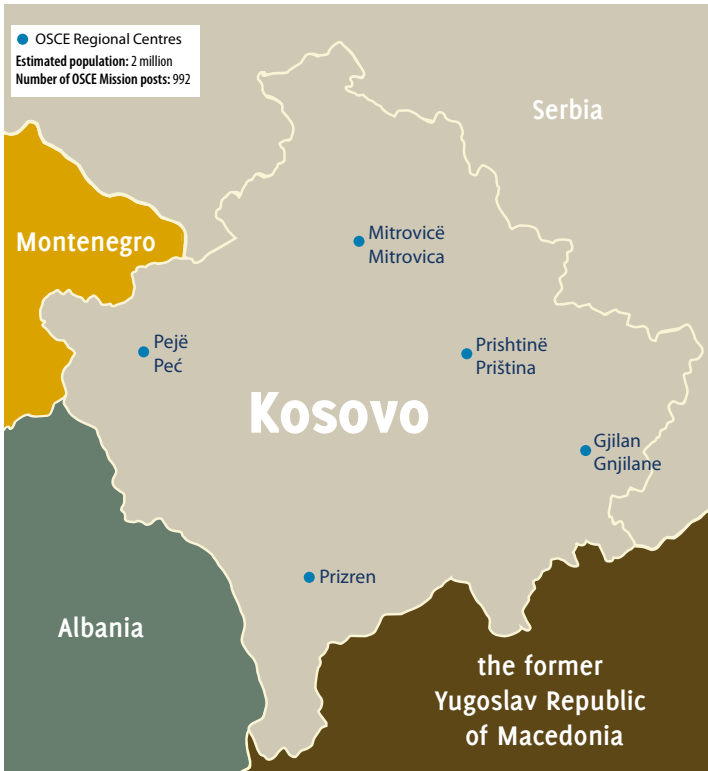 OSCE Regional Centres
Estimated population: 2 million
Number of OSCE Mission posts: 992
Serbia
Montenegro
Mitrovicë
Mitrovica
Pejë
Peć
Prishtinë
Priština
Kosovo
Gjilan
Gnjilane
Prizren
Albania
the former
Yugoslav Republic
of Macedonia